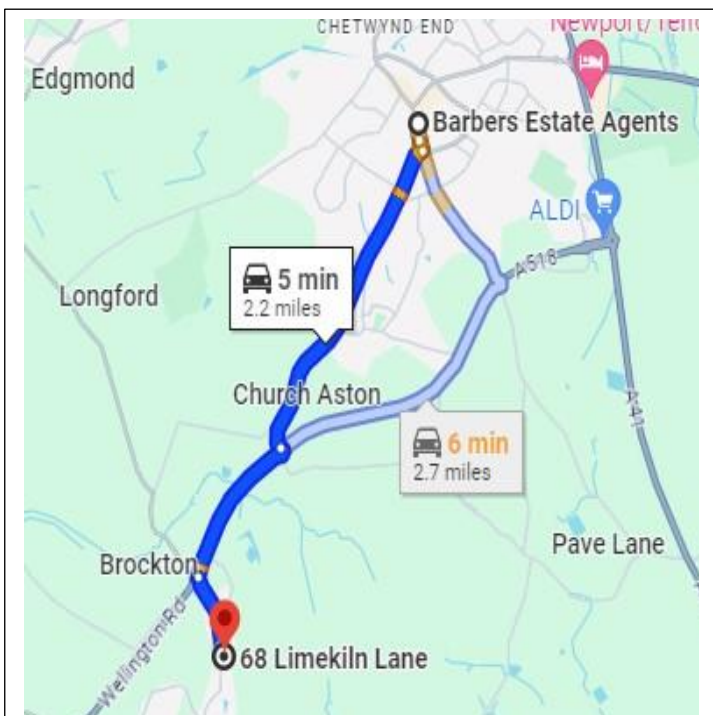 CHETWYND END
Newport/
Edgmond
Barbers Estate Agents
ALDI
A518
5 min
2.2 miles
Longford
Church Aston
A41
6 min
2.7 miles
Pave Lane
Brockton
Wellington Rd
68 Limekiln Lane